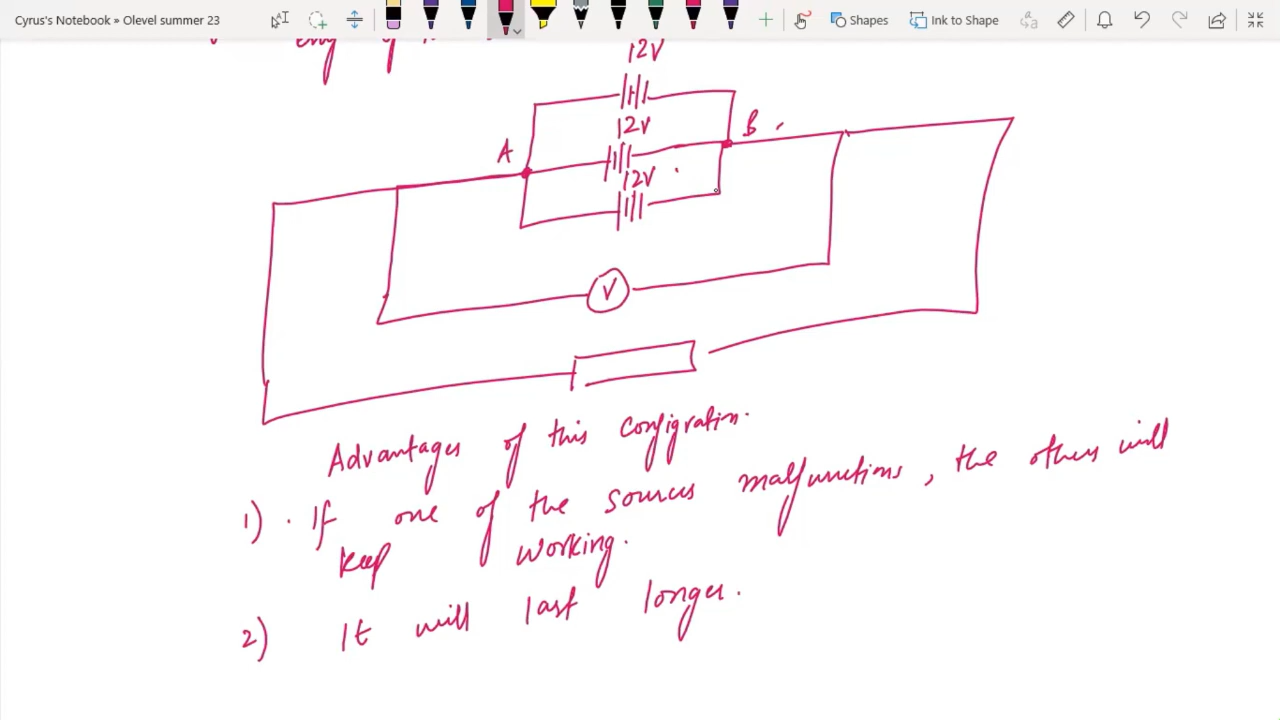 Cyrus's Notebook » Olevel summer 23
Shapes
Ink to Shape
12V
12V
A
B
12V
V
Advantages of this configration.
1) . If one of the sources malfunctions, the others will
keep working.
2) It will last longer.